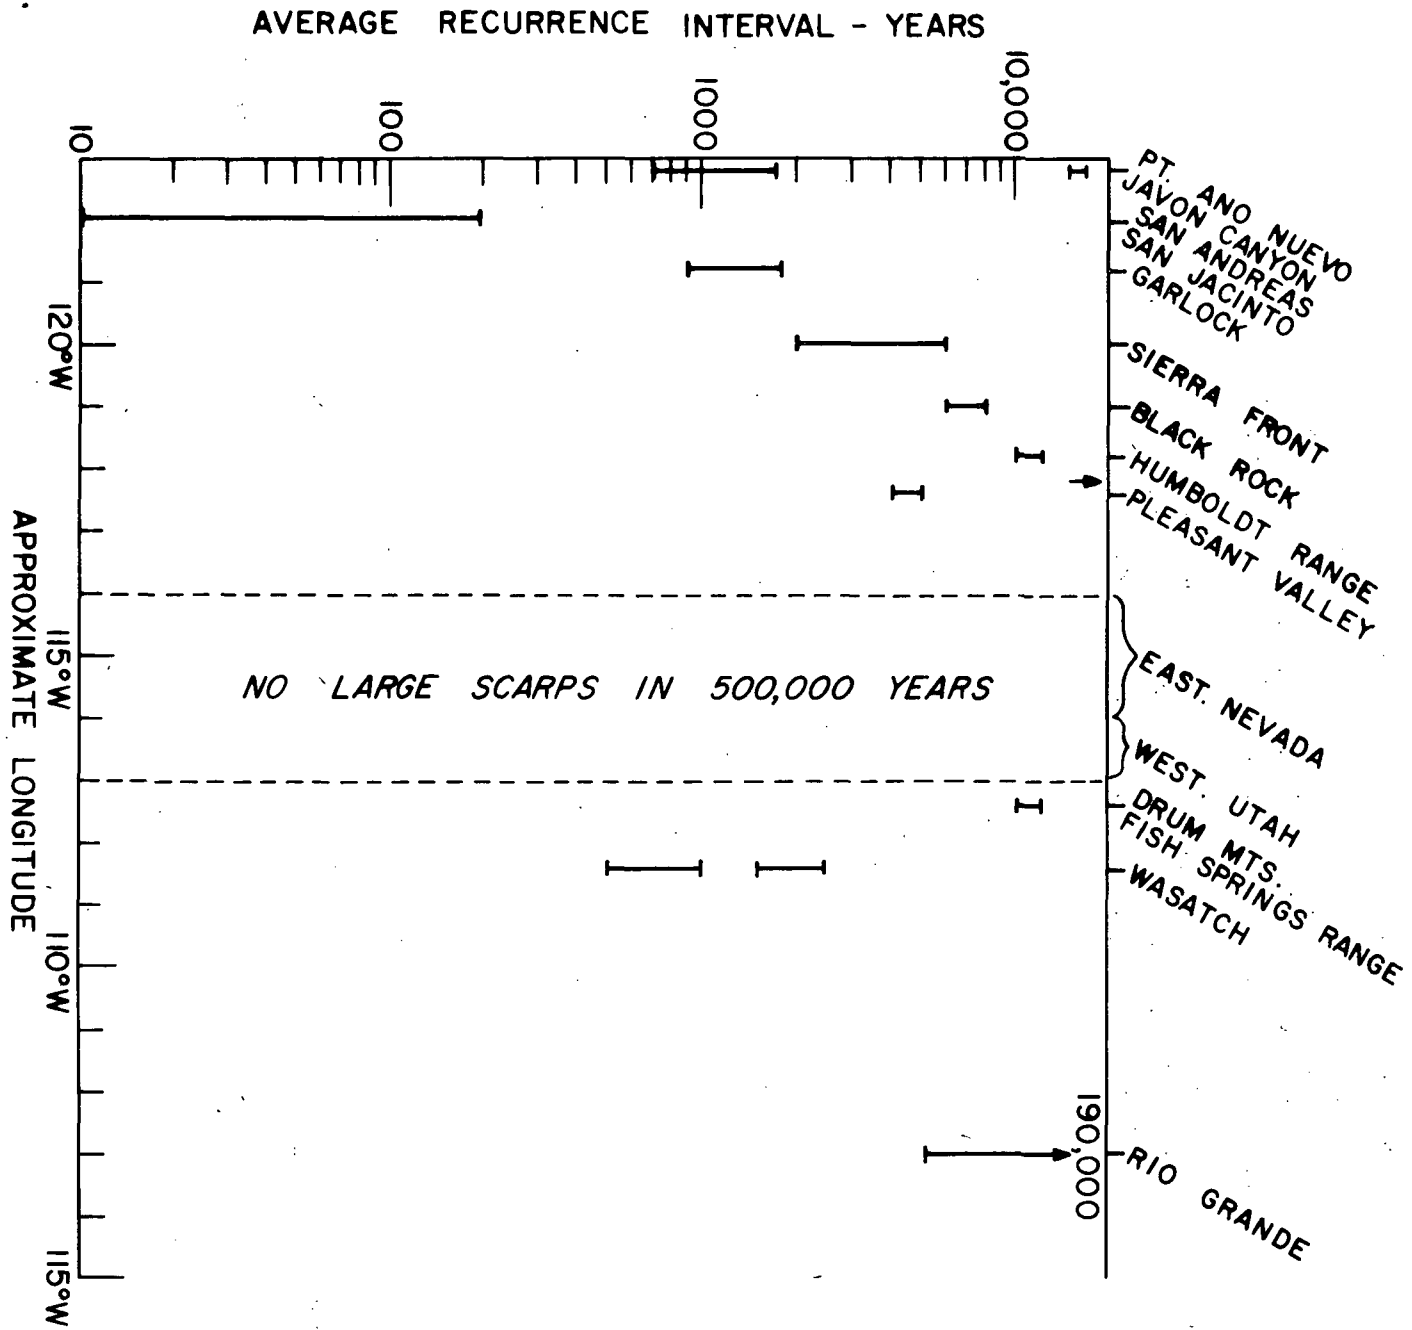 AVERAGE RECURRENCE INTERVAL - YEARS
10
100
1000
10,000
PT. ANO NUEVO
JAVON CANYON
SAN ANDREAS
SAN JACINTO
GARLOCK
SIERRA FRONT
BLACK ROCK
HUMBOLDT RANGE
PLEASANT VALLEY
EAST. NEVADA
WEST. UTAH
DRUM MTS.
FISH SPRINGS RANGE
WASATCH
RIO GRANDE
190,000
NO LARGE SCARPS IN 500,000 YEARS
120°W
115°W
110°W
115°W
APPROXIMATE LONGITUDE